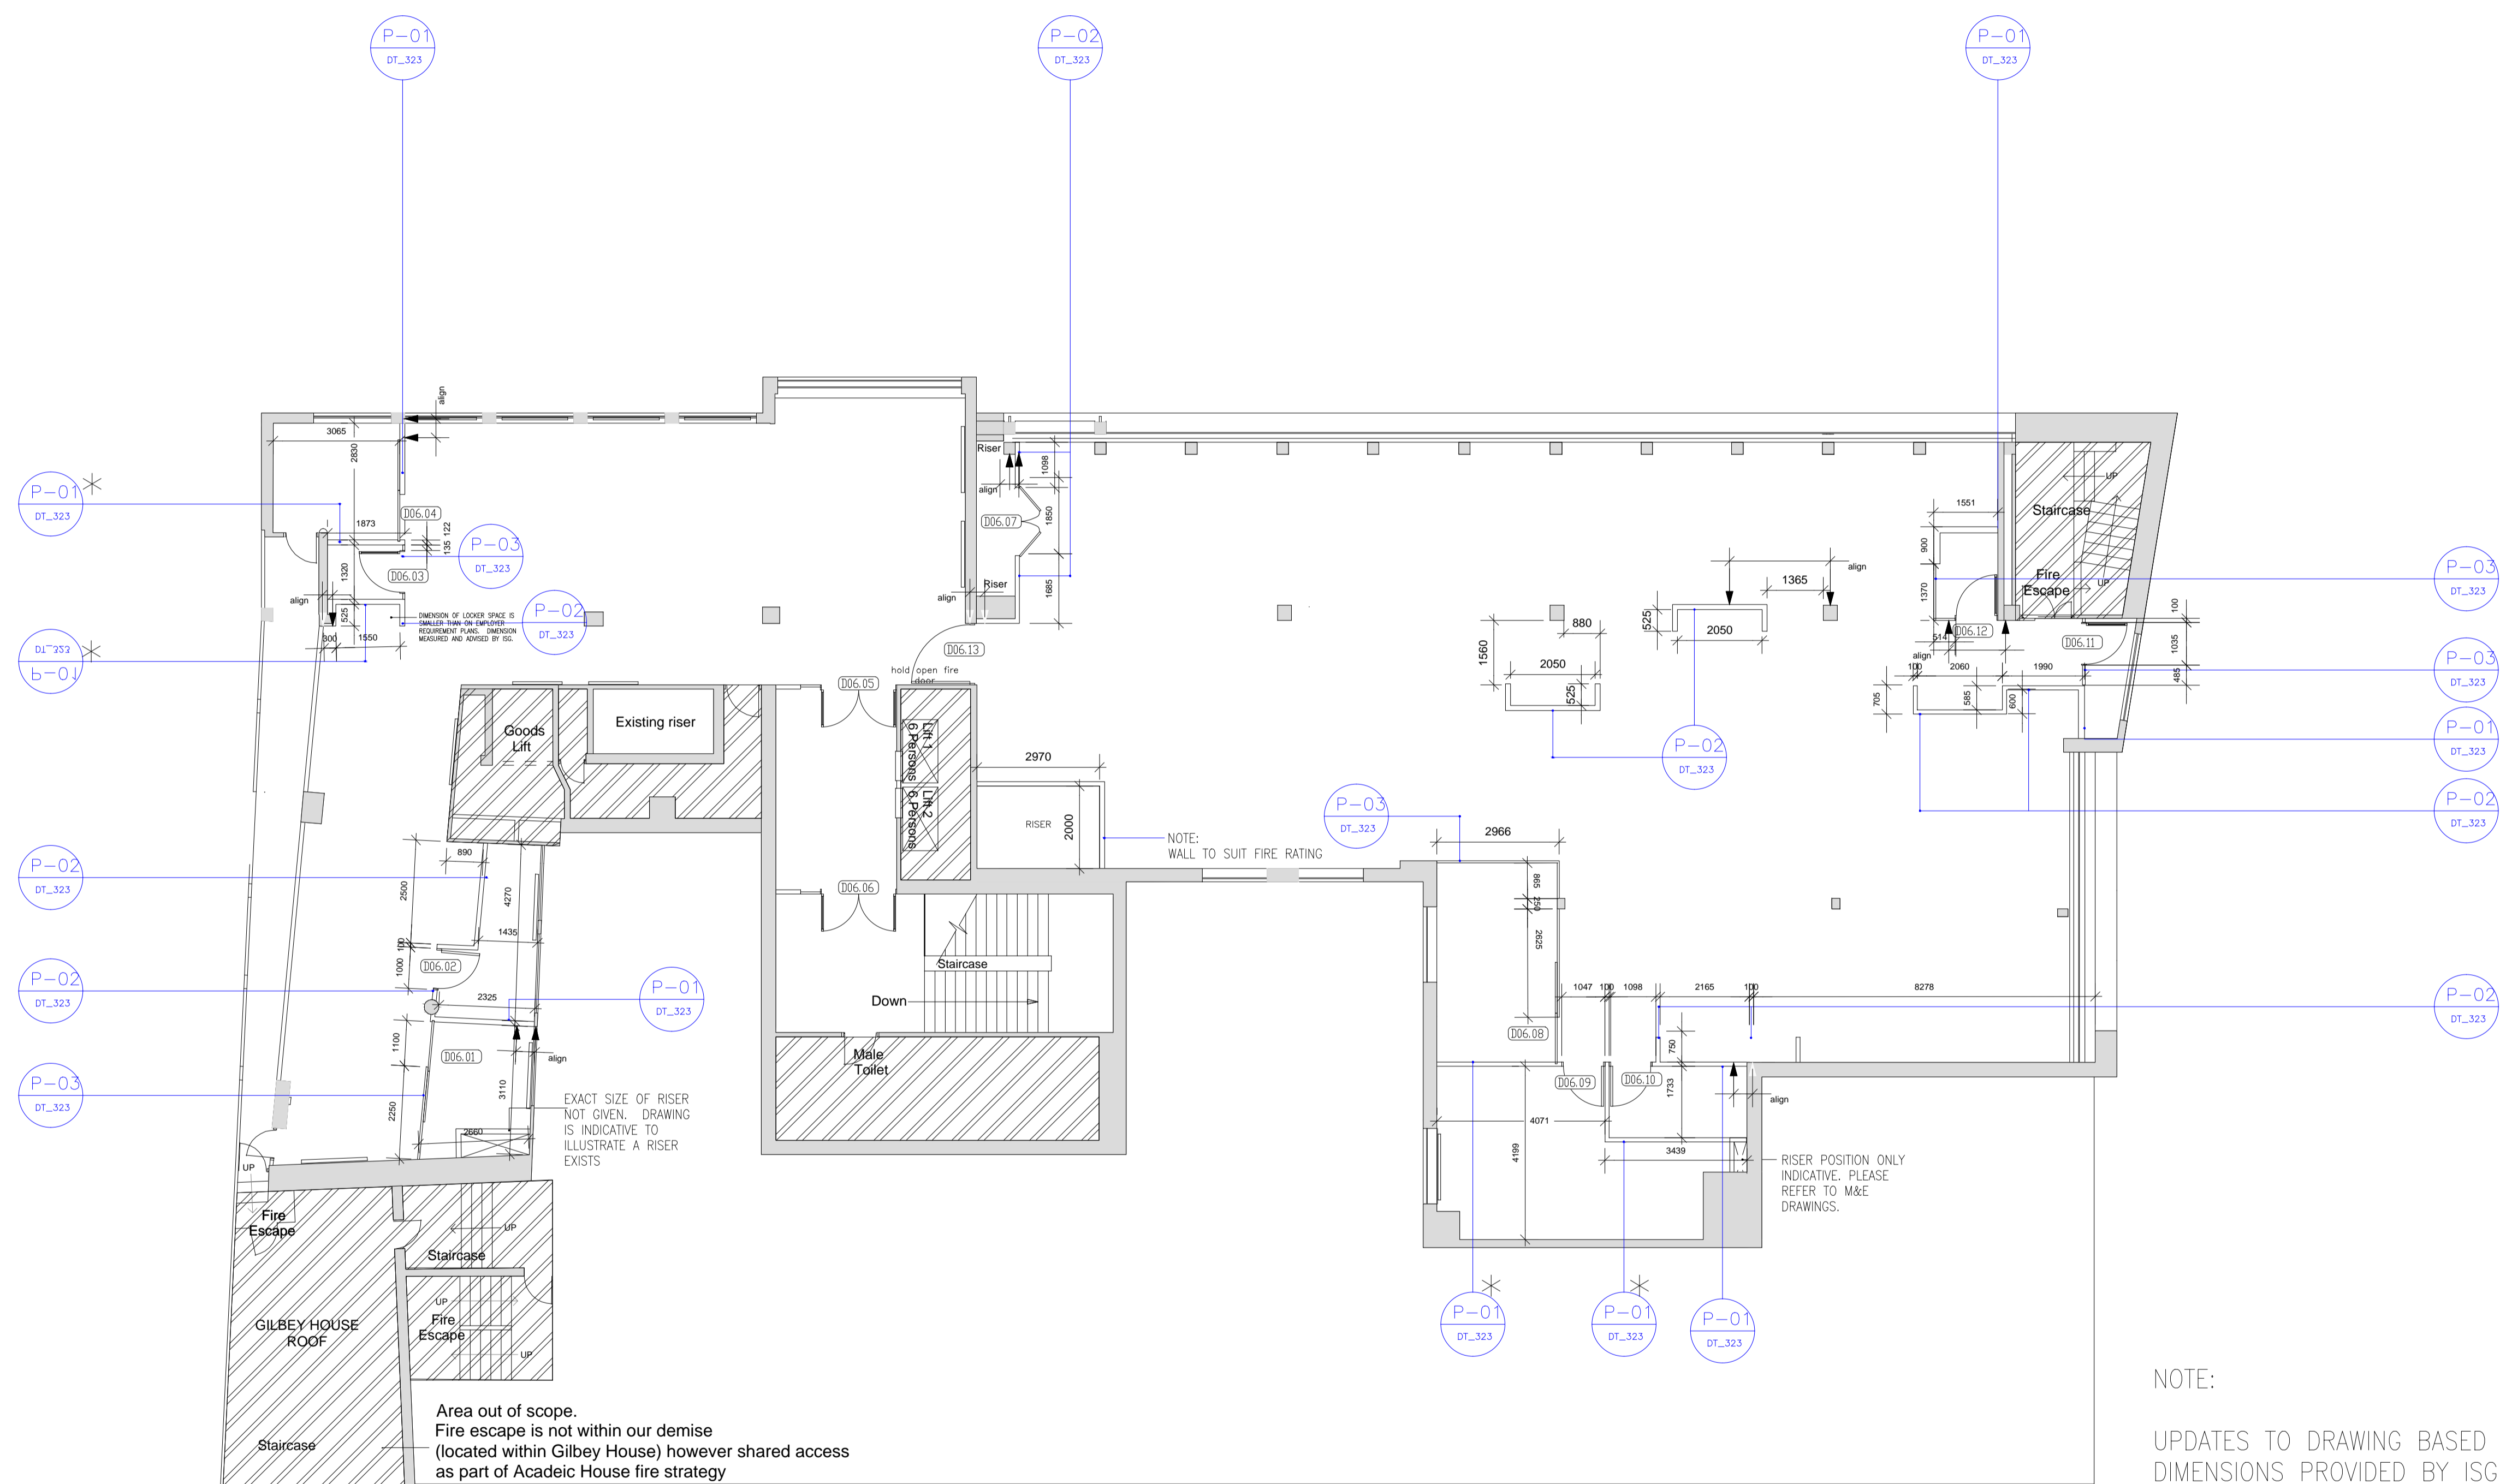 P-01
DT_323
P-02
DT_323
P-01
DT_323
align
3065
2830
Riser
1098
align
UP
1551
Staircase
P-01
DT_323
1873
D06.04
122
135
P-03
DT_323
D06.07
1850
900
align
1365
Fire
Escape
UP
P-03
DT_323
D06.03
1320
Riser
1685
1370
align
525
DIMENSION OF LOCKER SPACE IS
SMALLER THAN ON EMPLOYER
REQUIREMENT PLANS. DIMENSION
MEASURED AND ADVISED BY ISG.
P-02
DT_323
align
525
2050
880
1560
2050
525
514
D06.12
D06.11
100
1035
485
300
1550
P-01
DT_323
D06.13
hold open fire
door
align
100
2060
1990
P-03
DT_323
D06.05
705
585
600
Goods
Lift
Existing riser
Lift 1
6 Persons
Lift 2
6 Persons
2970
P-02
DT_323
P-01
DT_323
RISER
2000
NOTE:
WALL TO SUIT FIRE RATING
P-03
DT_323
2966
P-02
DT_323
P-02
DT_323
890
2500
4270
1435
100
1000
D06.02
D06.06
865
250
2625
Staircase
Down
P-02
DT_323
2325
P-01
DT_323
1047
100
1098
2165
100
8278
P-02
DT_323
D06.08
750
1100
D06.01
align
Male
Toilet
P-03
DT_323
2250
3110
2660
EXACT SIZE OF RISER
NOT GIVEN. DRAWING
IS INDICATIVE TO
ILLUSTRATE A RISER
EXISTS
D06.09
D06.10
1733
align
4071
4199
3439
RISER POSITION ONLY
INDICATIVE. PLEASE
REFER TO M&E
DRAWINGS.
UP
Fire
Escape
UP
Staircase
UP
Fire
Escape
UP
GILBEY HOUSE
ROOF
P-01
DT_323
P-01
DT_323
P-01
DT_323
Staircase
Area out of scope.
Fire escape is not within our demise
(located within Gilbey House) however shared access
as part of Acadeic House fire strategy
NOTE:
UPDATES TO DRAWING BASED
DIMENSIONS PROVIDED BY ISG